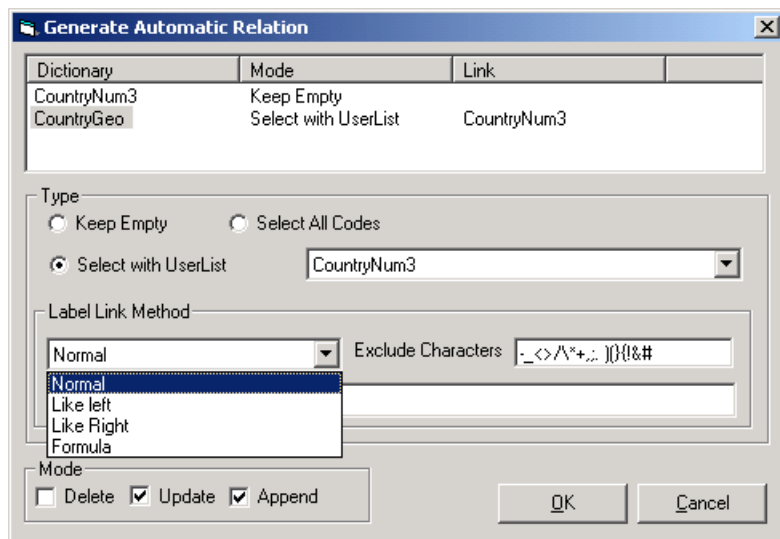 Generate Automatic Relation
Dictionary Mode Link
CountryNum3 Keep Empty
CountryGeo Select with UserList CountryNum3
Type
Keep Empty Select All Codes
Select with UserList CountryNum3
Label Link Method
Normal Exclude Characters -_<>/\*+,;:. )(}{!&#
Normal
Like left
Like Right
Formula
Mode
Delete Update Append OK Cancel